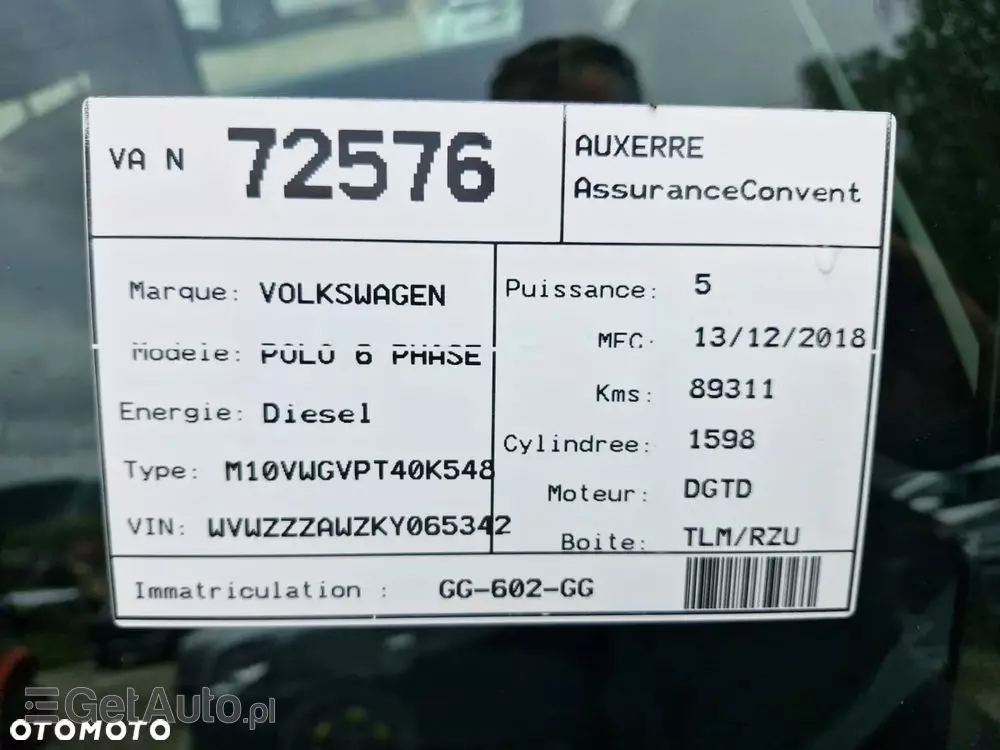 VA N 72576
AUXERRE
AssuranceConvent
Marque: VOLKSWAGEN
Modele: POLO 6 PHASE
Energie: Diesel
Type: M10VWGVPT40K548
VIN: WVWZZZAWZKY065342
Puissance: 5
MEC: 13/12/2018
Kms: 89311
Cylindree: 1598
Moteur: DGTD
Boite: TLM/RZU
Immatriculation : GG-602-GG
GetAuto.pl
OTOMOTO